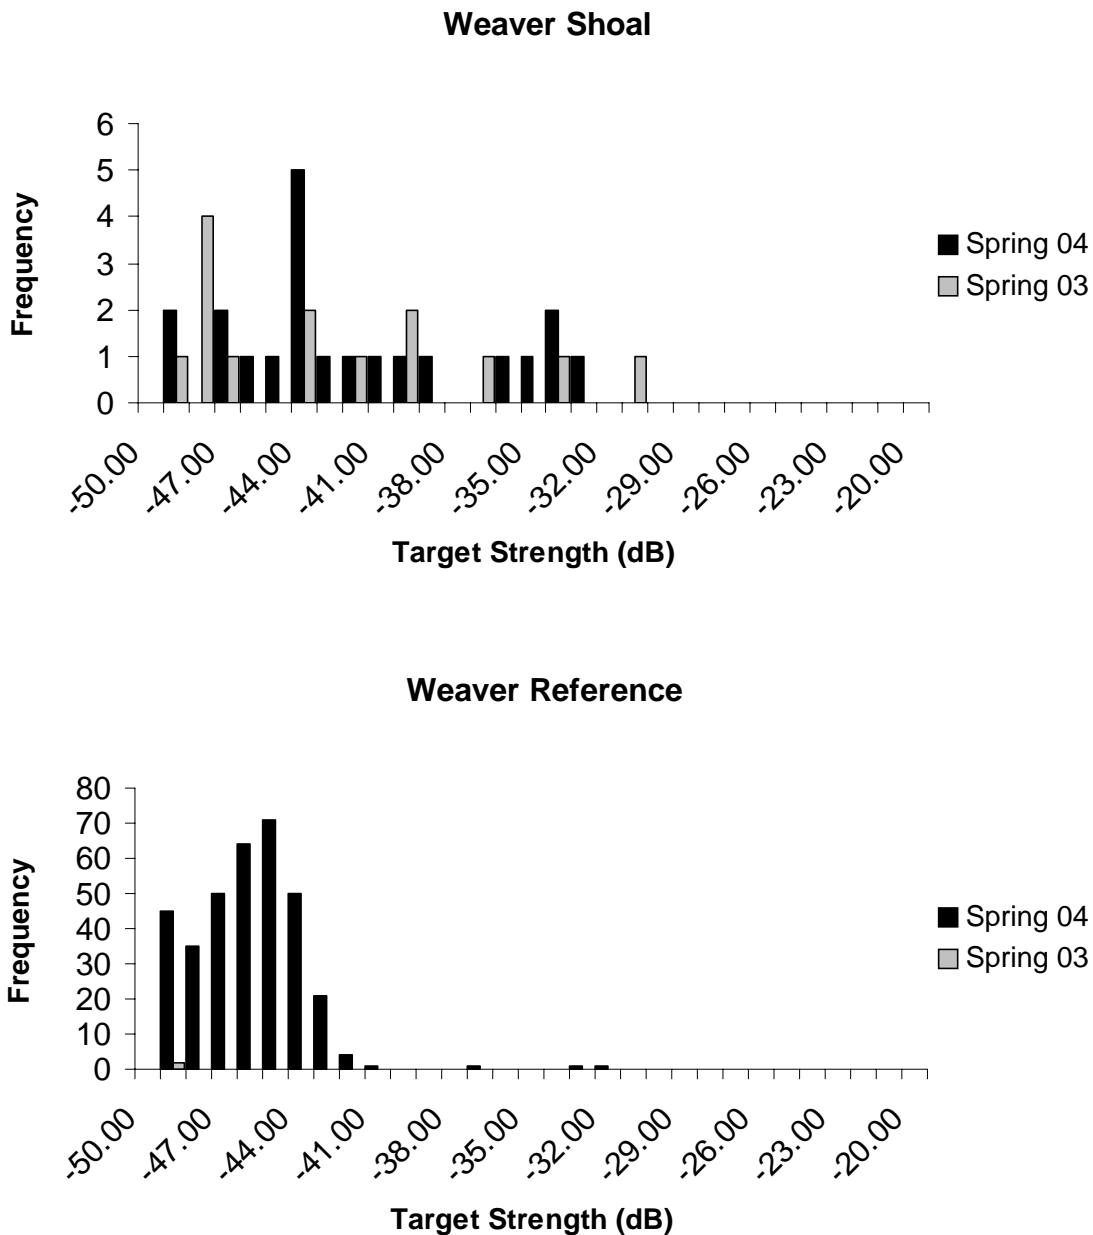 Weaver Shoal
6
5
4
3
2
1
0
Frequency
Spring 04
Spring 03
-50.00 -47.00 -44.00 -41.00 -38.00 -35.00 -32.00 -29.00 -26.00 -23.00 -20.00
Target Strength (dB)
Weaver Reference
80
70
60
50
40
30
20
10
0
Frequency
Spring 04
Spring 03
-50.00 -47.00 -44.00 -41.00 -38.00 -35.00 -32.00 -29.00 -26.00 -23.00 -20.00
Target Strength (dB)